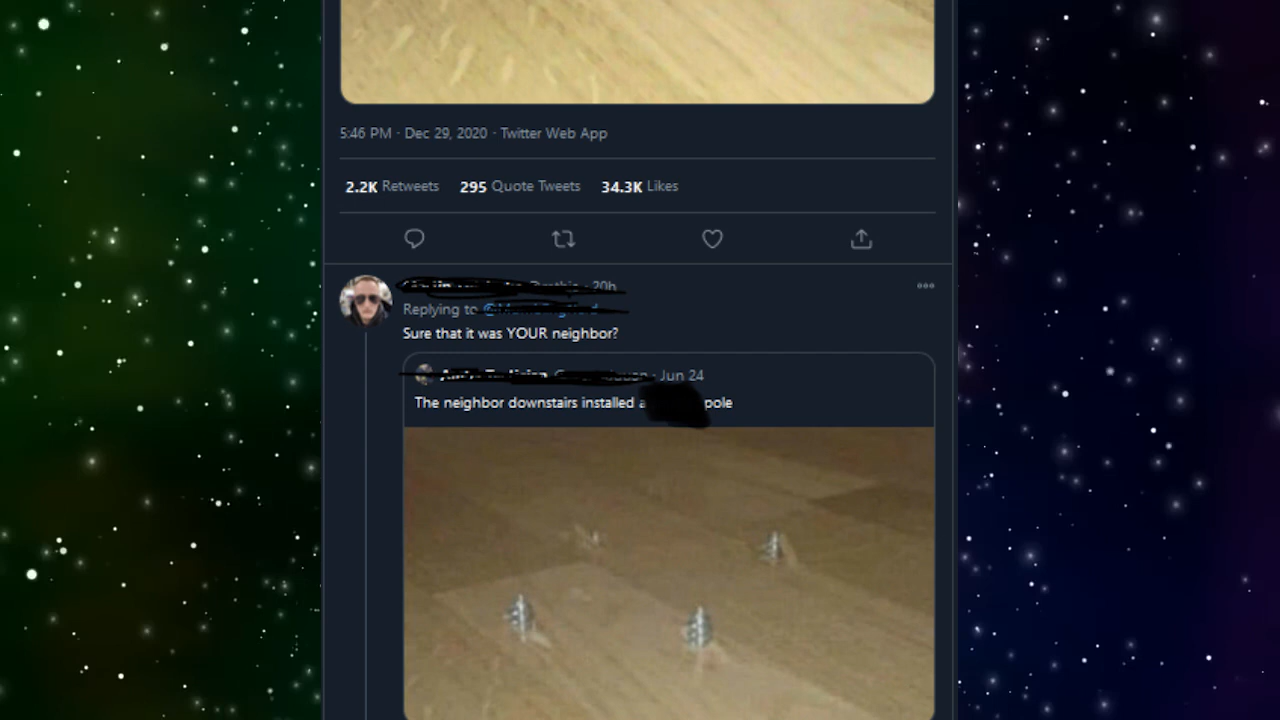 5:46 PM · Dec 29, 2020 · Twitter Web App
2.2K Retweets 295 Quote Tweets 34.3K Likes
20h
Replying to
Sure that it was YOUR neighbor?
· Jun 24
The neighbor downstairs installed a pole